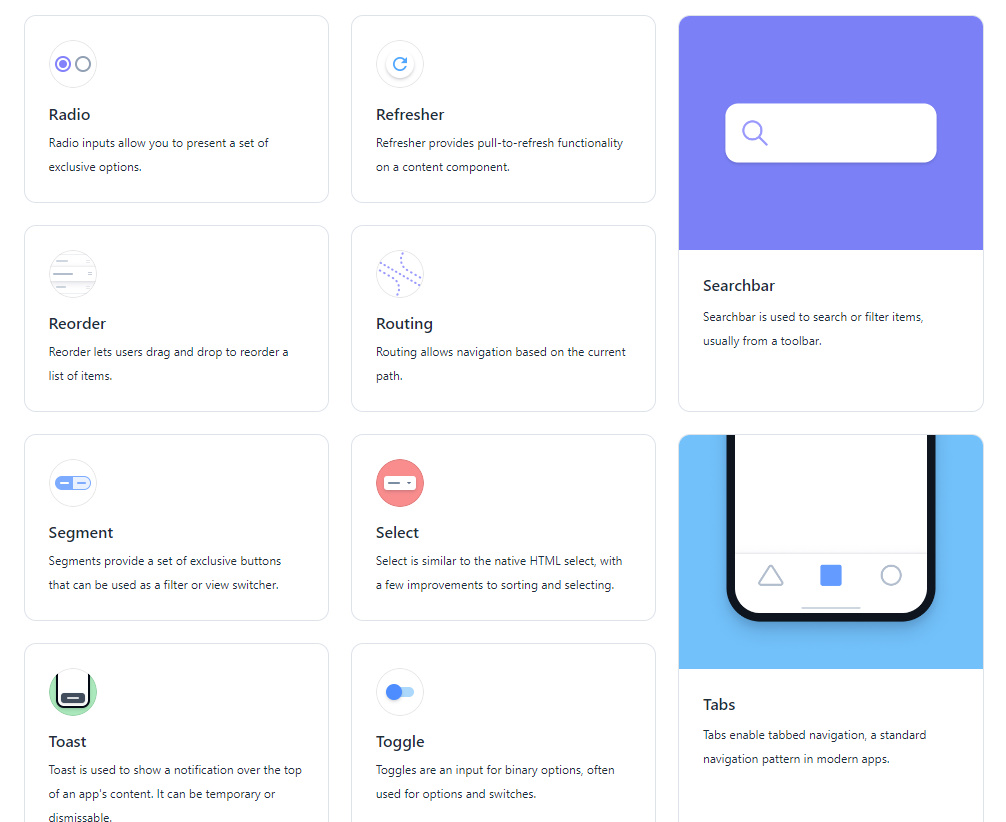 Radio
Radio inputs allow you to present a set of
exclusive options.
Refresher
Refresher provides pull-to-refresh functionality
on a content component.
Searchbar
Searchbar is used to search or filter items,
usually from a toolbar.
Reorder
Reorder lets users drag and drop to reorder a
list of items.
Routing
Routing allows navigation based on the current
path.
Segment
Segments provide a set of exclusive buttons
that can be used as a filter or view switcher.
Select
Select is similar to the native HTML select, with
a few improvements to sorting and selecting.
Tabs
Tabs enable tabbed navigation, a standard
navigation pattern in modern apps.
Toast
Toast is used to show a notification over the top
of an app's content. It can be temporary or
dismissable.
Toggle
Toggles are an input for binary options, often
used for options and switches.